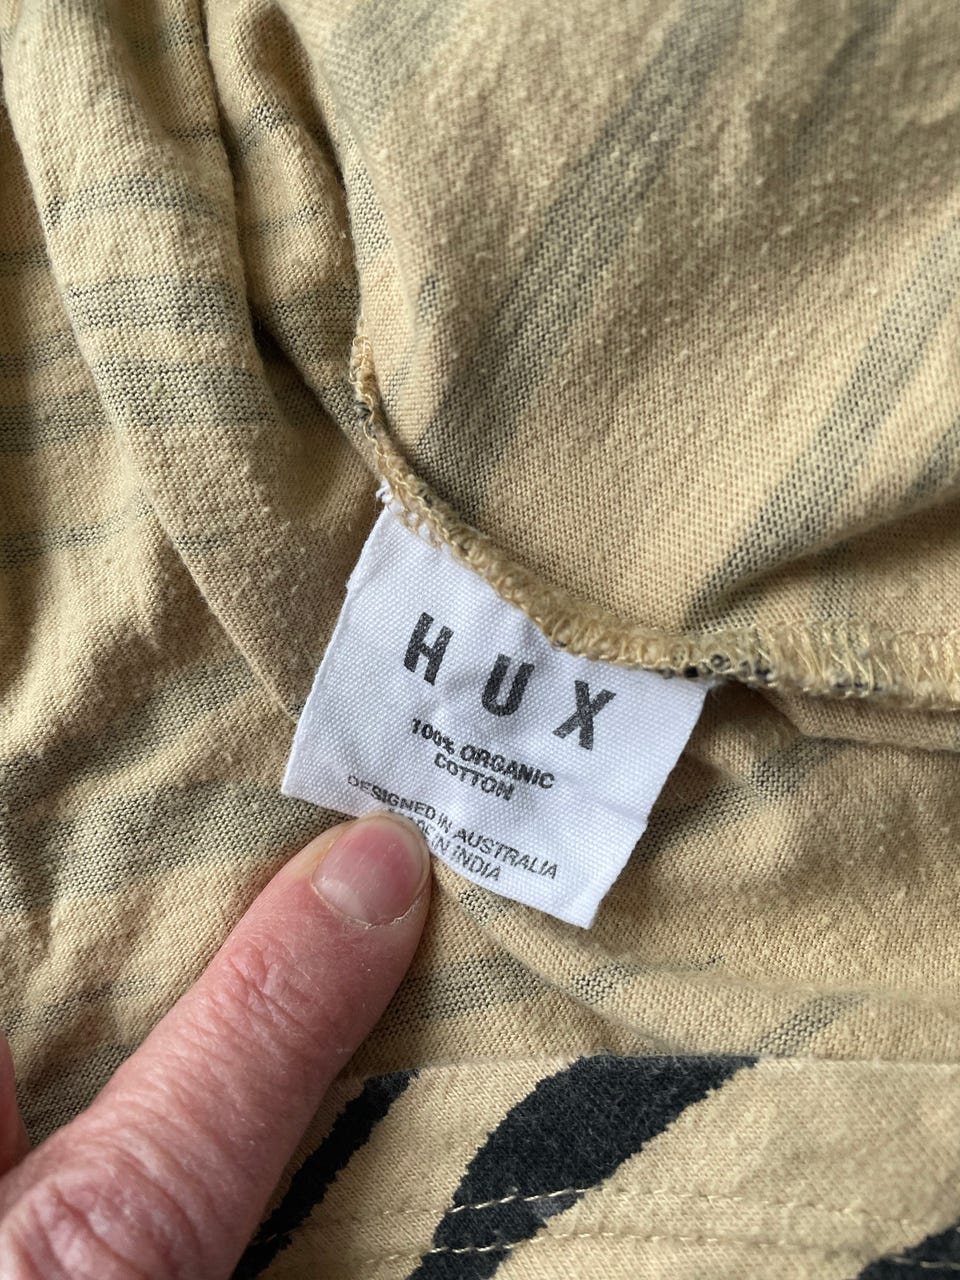 HUX
100% ORGANIC
COTTON
DESIGNED IN AUSTRALIA
IN INDIA